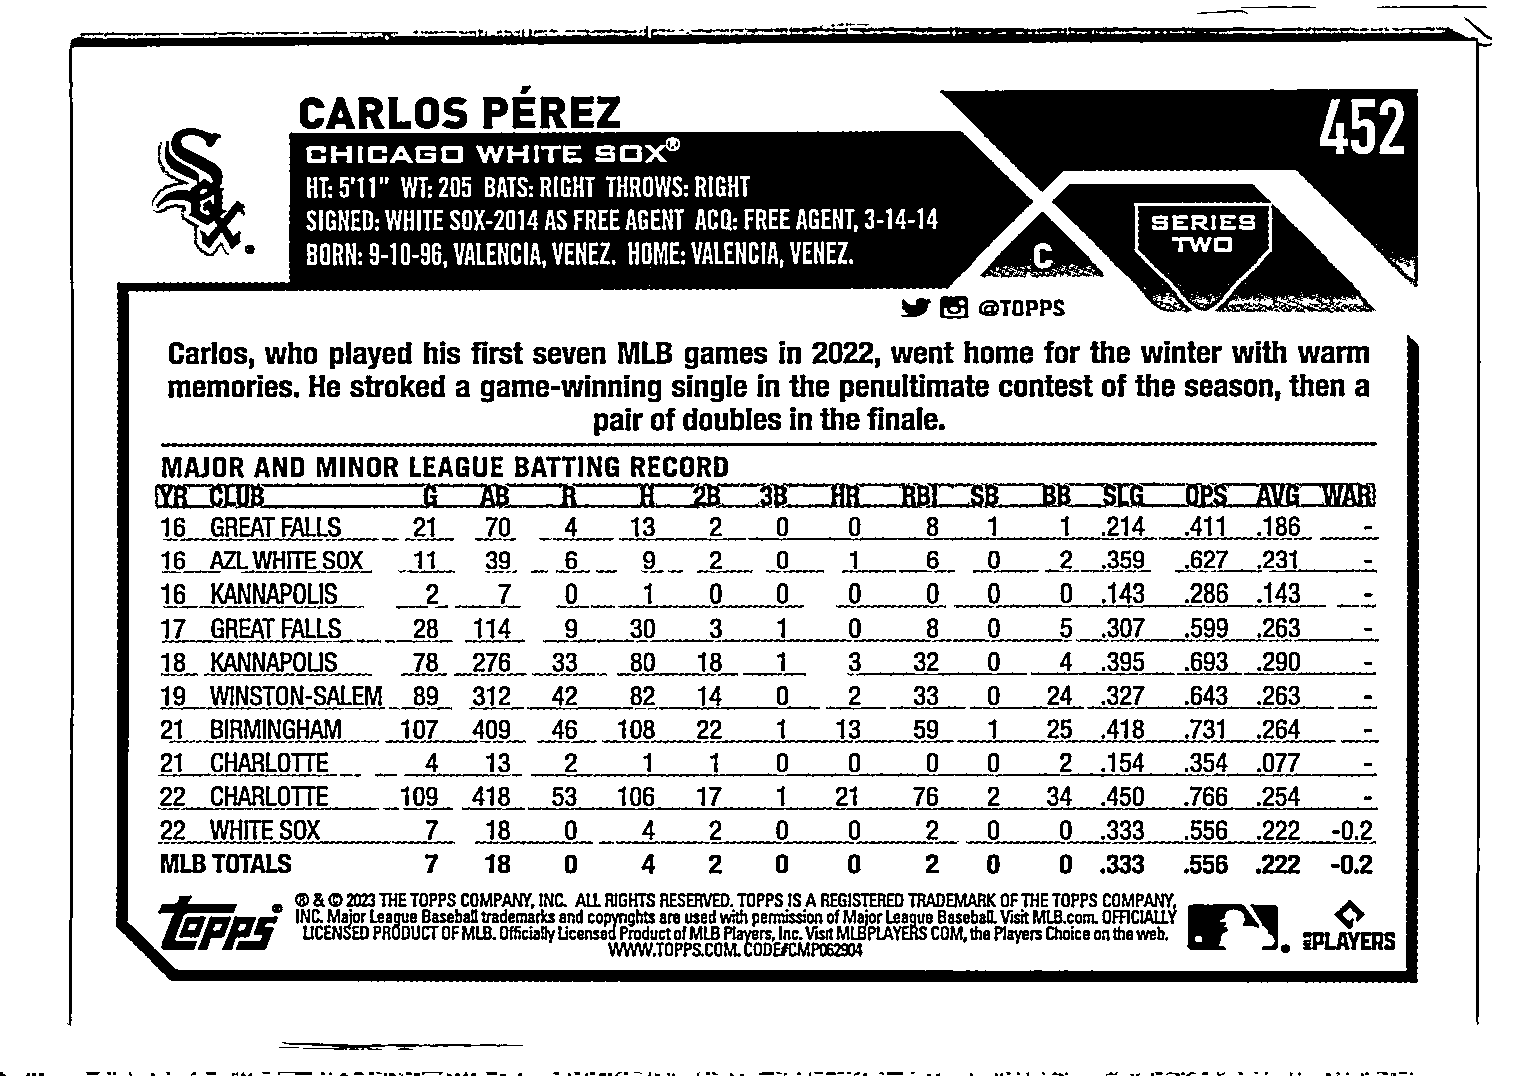 CARLOS PÉREZ
452
CHICAGO WHITE SOX®
HT: 5'11" WT: 205 BATS: RIGHT THROWS: RIGHT
SIGNED: WHITE SOX-2014 AS FREE AGENT ACQ: FREE AGENT, 3-14-14
BORN: 9-10-96, VALENCIA, VENEZ. HOME: VALENCIA, VENEZ.
Sox
C
SERIES
TWO
@TOPPS
Carlos, who played his first seven MLB games in 2022, went home for the winter with warm
memories. He stroked a game-winning single in the penultimate contest of the season, then a
pair of doubles in the finale.
MAJOR AND MINOR LEAGUE BATTING RECORD
YR CLUB G AB R H 2B 3B HR RBI SB BB SLG OPS AVG WAR
16 GREAT FALLS 21 70 4 13 2 0 0 8 1 1 .214 .411 .186 -
16 AZL WHITE SOX 11 39 6 9 2 0 1 6 0 2 .359 .627 .231 -
16 KANNAPOLIS 2 7 0 1 0 0 0 0 0 0 .143 .286 .143 -
17 GREAT FALLS 28 114 9 30 3 1 0 8 0 5 .307 .599 .263 -
18 KANNAPOLIS 78 276 33 80 18 1 3 32 0 4 .395 .693 .290 -
19 WINSTON-SALEM 89 312 42 82 14 0 2 33 0 24 .327 .643 .263 -
21 BIRMINGHAM 107 409 46 108 22 1 13 59 1 25 .418 .731 .264 -
21 CHARLOTTE 4 13 2 1 1 0 0 0 0 2 .154 .354 .077 -
22 CHARLOTTE 109 418 53 106 17 1 21 76 2 34 .450 .766 .254 -
22 WHITE SOX 7 18 0 4 2 0 0 2 0 0 .333 .556 .222 -0.2
MLB TOTALS 7 18 0 4 2 0 0 2 0 0 .333 .556 .222 -0.2
topps®
® & © 2023 THE TOPPS COMPANY, INC. ALL RIGHTS RESERVED. TOPPS IS A REGISTERED TRADEMARK OF THE TOPPS COMPANY,
INC. Major League Baseball trademarks and copyrights are used with permission of Major League Baseball. Visit MLB.com. OFFICIALLY
LICENSED PRODUCT OF MLB. Officially Licensed Product of MLB Players, Inc. Visit MLBPLAYERS.COM, the Players Choice on the web.
WWW.TOPPS.COM. CODE#CMP062904
MLB PLAYERS